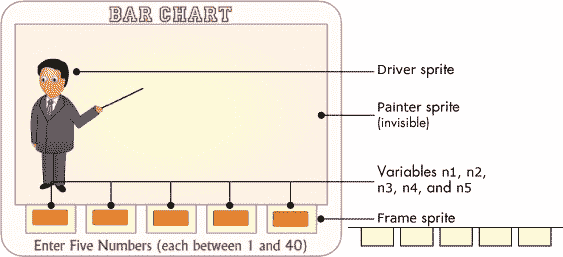 BAR CHART
Driver sprite
Painter sprite
(invisible)
Variables n1, n2,
n3, n4, and n5
Frame sprite
Enter Five Numbers (each between 1 and 40)